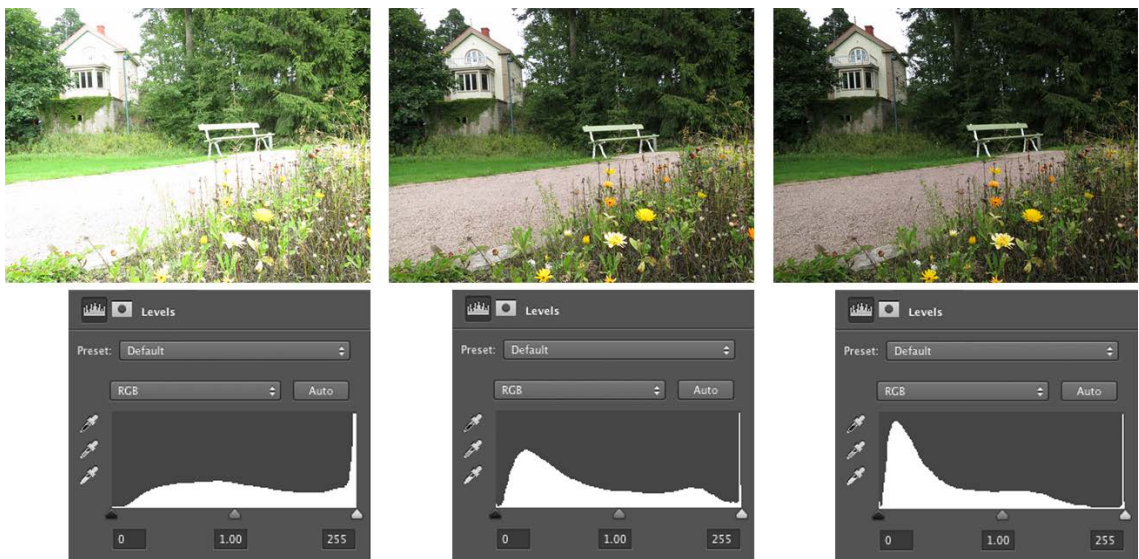 Levels
Preset: Default
RGB Auto
0 1.00 255
Levels
Preset: Default
RGB Auto
0 1.00 255
Levels
Preset: Default
RGB Auto
0 1.00 255